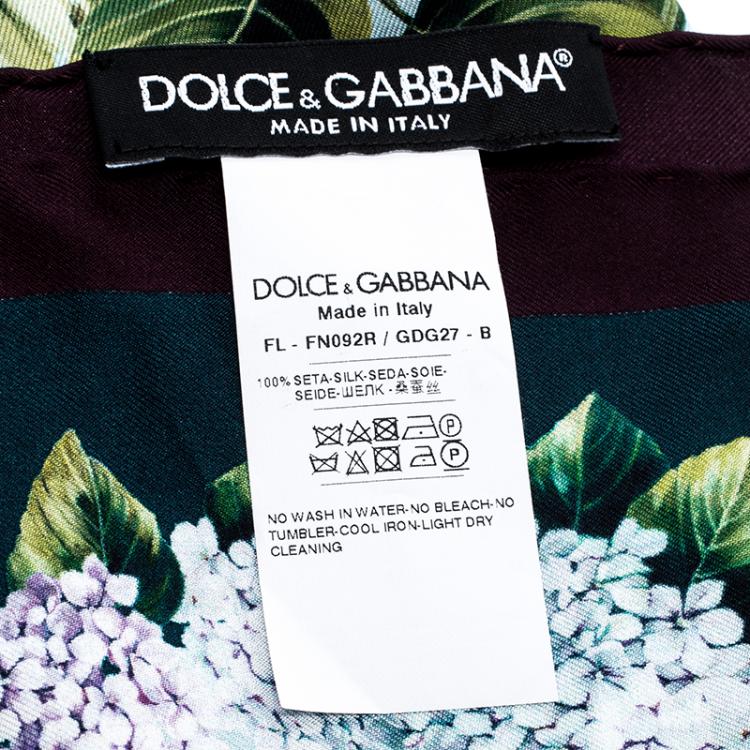 DOLCE & GABBANA®
MADE IN ITALY
DOLCE & GABBANA
Made in Italy
FL - FN092R / GDG27 - B
100% SETA-SILK-SEDA-SOIE-
SEIDE-ШЕЛК - 桑蚕丝
P
P
NO WASH IN WATER-NO BLEACH-NO
TUMBLER-COOL IRON-LIGHT DRY
CLEANING